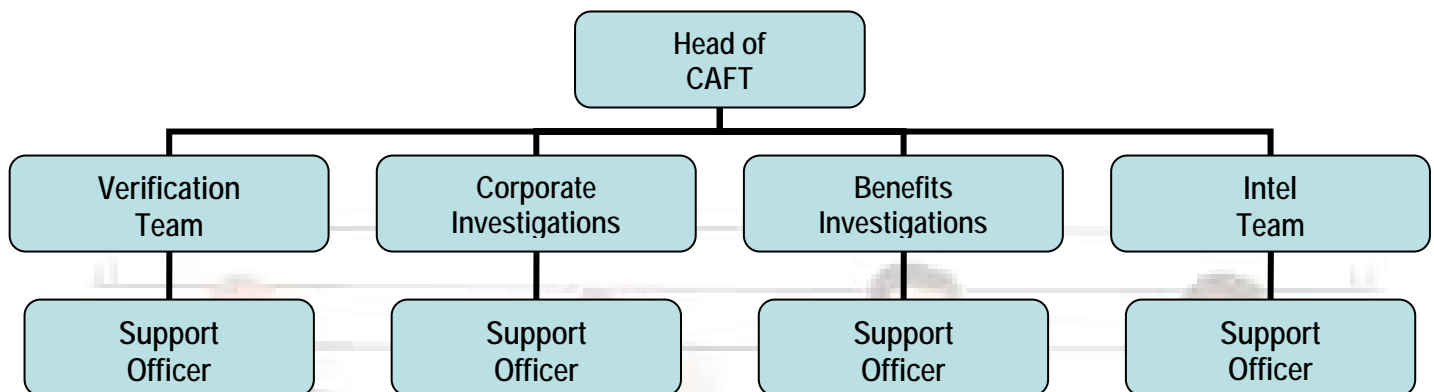 Head of
CAFT
Verification
Team
Corporate
Investigations
Benefits
Investigations
Intel
Team
Support
Officer
Support
Officer
Support
Officer
Support
Officer